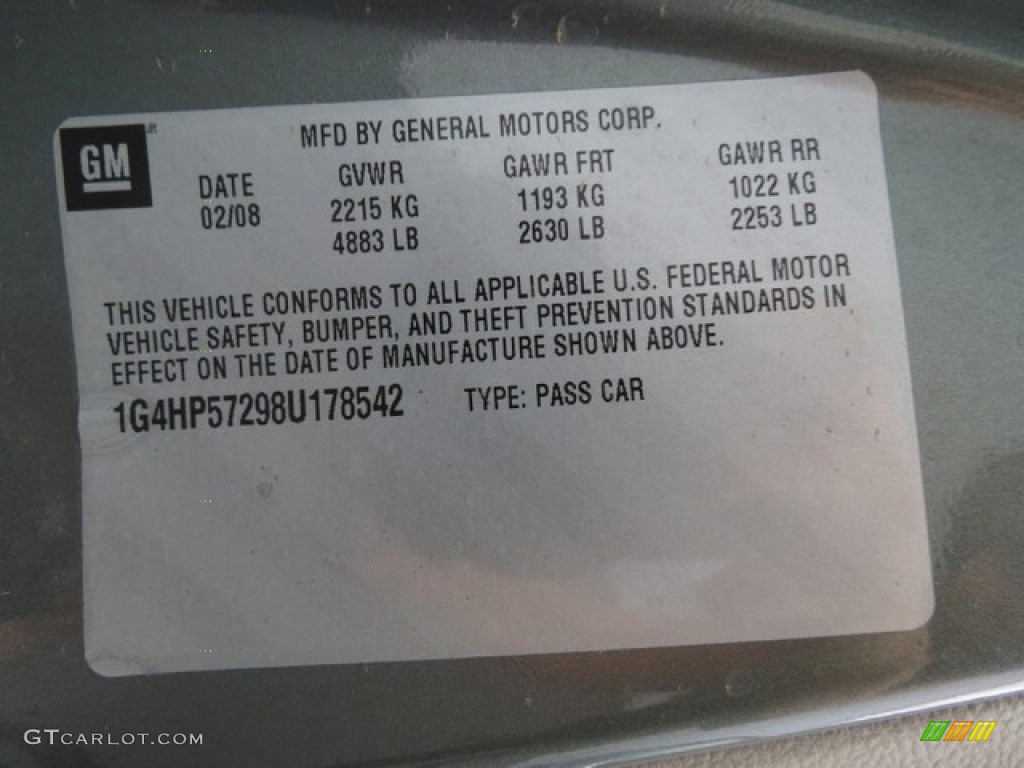 GM
MFD BY GENERAL MOTORS CORP.
DATE GVWR GAWR FRT GAWR RR
02/08 2215 KG 1193 KG 1022 KG
4883 LB 2630 LB 2253 LB
THIS VEHICLE CONFORMS TO ALL APPLICABLE U.S. FEDERAL MOTOR
VEHICLE SAFETY, BUMPER, AND THEFT PREVENTION STANDARDS IN
EFFECT ON THE DATE OF MANUFACTURE SHOWN ABOVE.
1G4HP57298U178542 TYPE: PASS CAR
GTCARLOT.COM